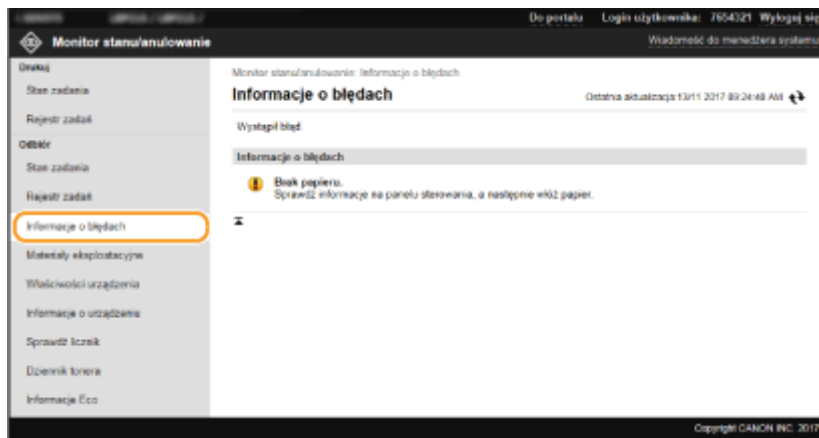 Do portalu Login użytkownika: 7654321 Wyloguj się
Monitor stanu/anulowanie
Wiadomość do menedżera systemu
Drukuj
Stan zadania
Rejestr zadań
Odbiór
Stan zadania
Rejestr zadań
Informacje o błędach
Materiały eksploatacyjne
Właściwości urządzenia
Informacje o urządzeniu
Sprawdź licznik
Dziennik tonera
Informacje Eco
Monitor stanu/anulowanie: Informacje o błędach
Informacje o błędach
Ostatnia aktualizacja:13/11 2017 09:24:48 AM
Wystąpił błąd.
Informacje o błędach
Brak papieru.
Sprawdź informacje na panelu sterowania, a następnie włóż papier.
Copyright CANON INC. 2017